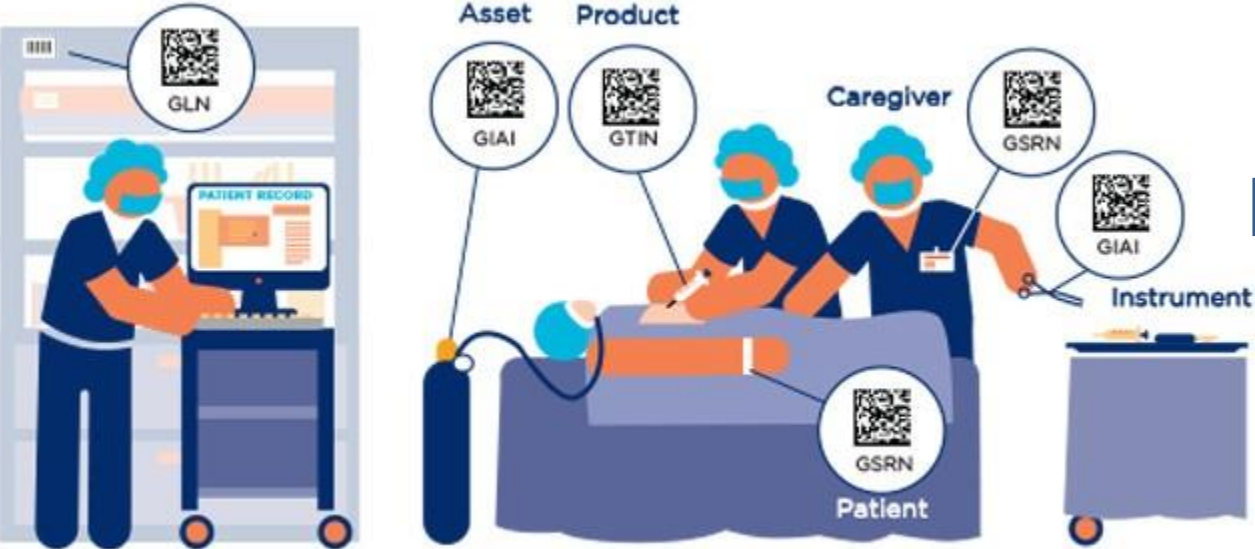 GLN
PATIENT RECORD
Asset
GIAI
Product
GTIN
Caregiver
GSRN
GIAI
Instrument
GSRN
Patient